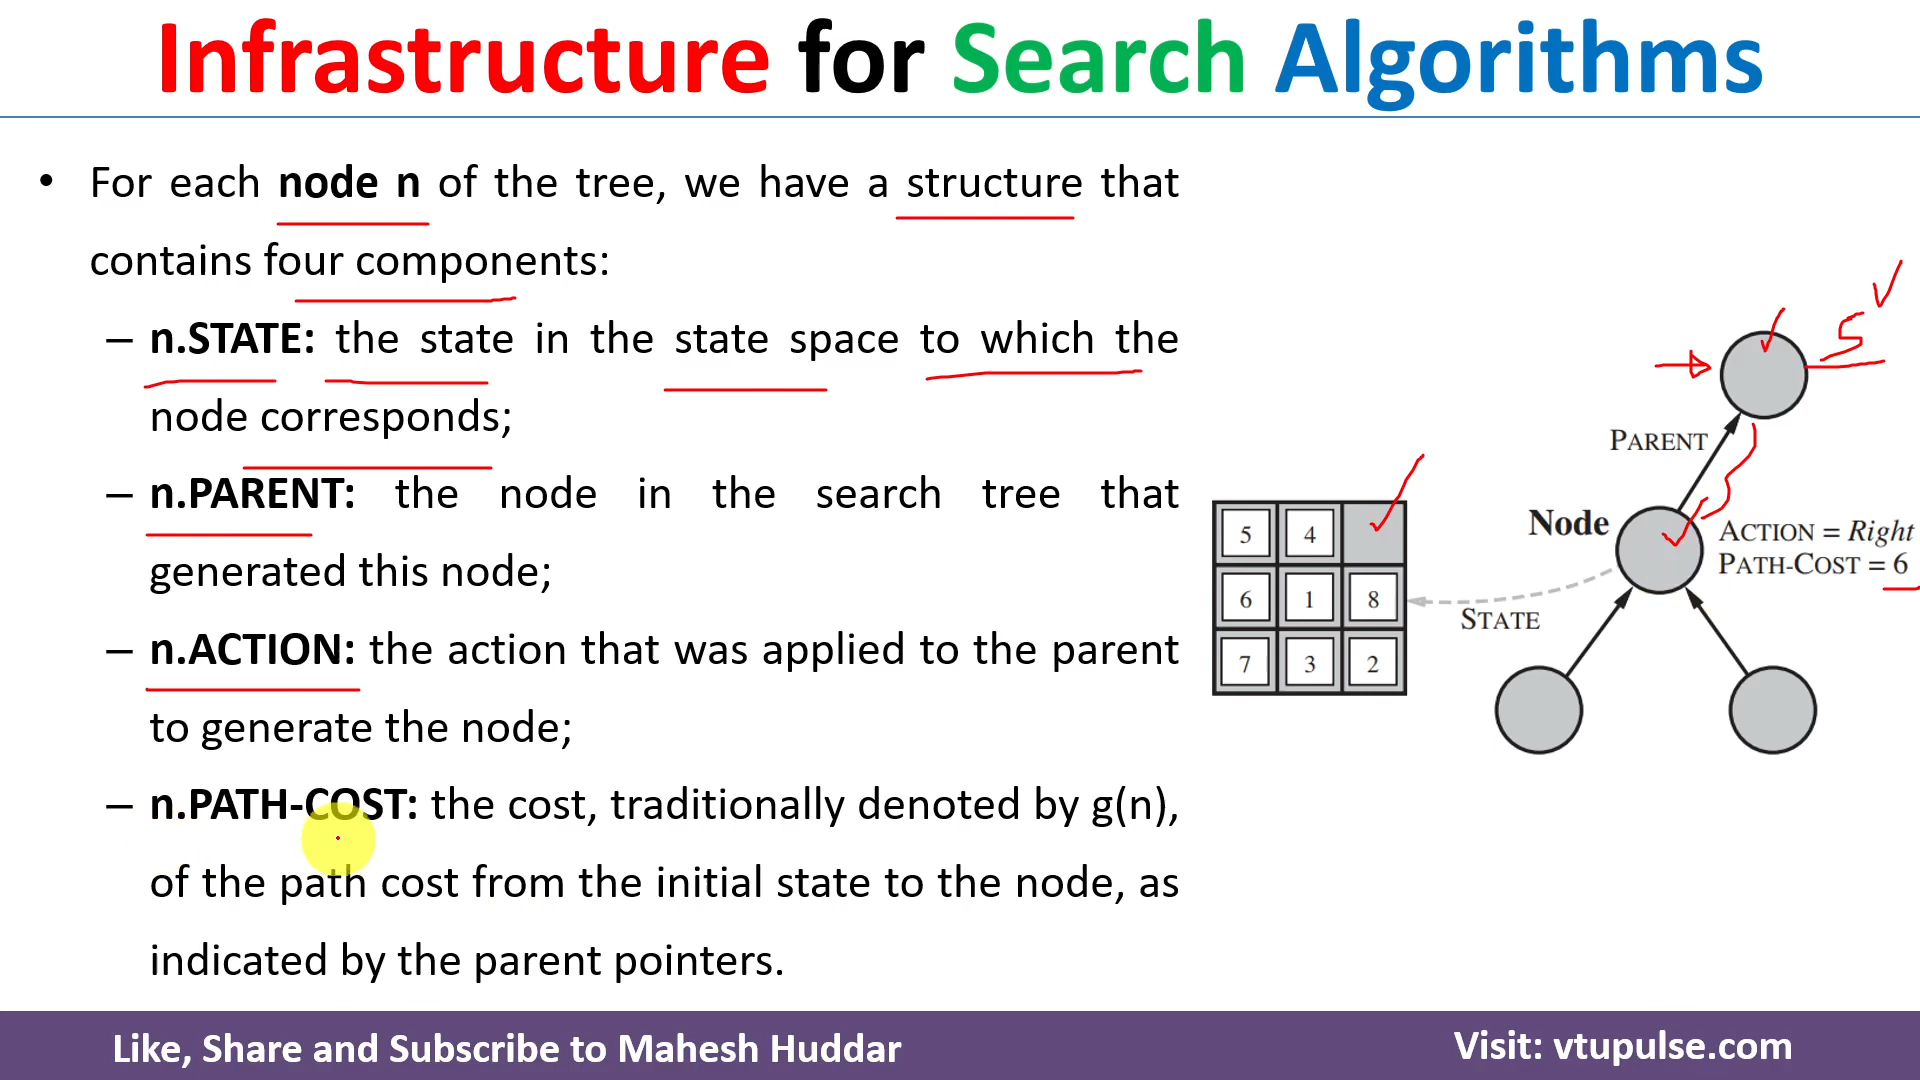 Infrastructure for Search Algorithms
• For each node n of the tree, we have a structure that
contains four components:
– n.STATE: the state in the state space to which the
node corresponds;
– n.PARENT: the node in the search tree that
generated this node;
– n.ACTION: the action that was applied to the parent
to generate the node;
– n.PATH-COST: the cost, traditionally denoted by g(n),
of the path cost from the initial state to the node, as
indicated by the parent pointers.
5
PARENT
5 4
6 1 8
7 3 2
Node
ACTION = Right
PATH-COST = 6
STATE
Like, Share and Subscribe to Mahesh Huddar
Visit: vtupulse.com